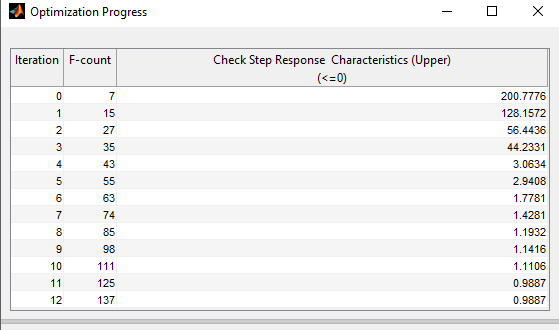 Optimization Progress
Iteration F-count Check Step Response Characteristics (Upper)
(<=0)
0 7 200.7776
1 15 128.1572
2 27 56.4436
3 35 44.2331
4 43 3.0634
5 55 2.9408
6 63 1.7781
7 74 1.4281
8 85 1.1932
9 98 1.1416
10 111 1.1106
11 125 0.9887
12 137 0.9887